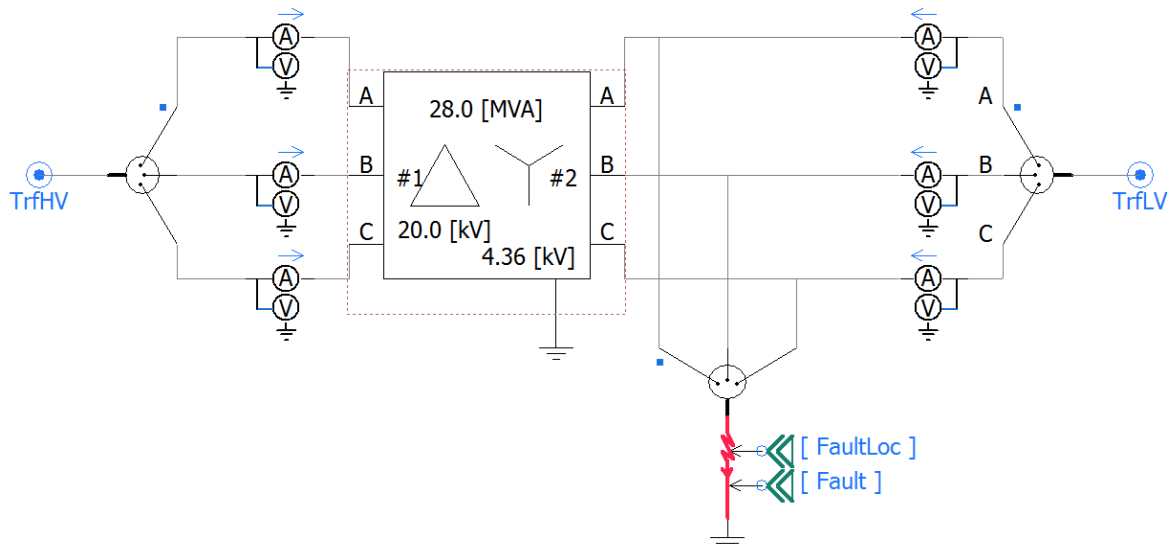 A
A
V
V
A
A
A
28.0 [MVA]
A
A
B
#1
#2
B
A
B
TrfHV
V
V
TrfLV
C
20.0 [kV]
C
C
4.36 [kV]
A
A
V
V
[ FaultLoc ]
[ Fault ]